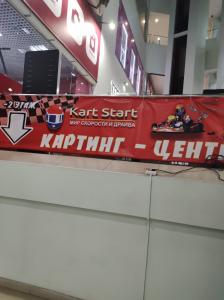 -2 ЭТАЖ
Kart Start
МИР СКОРОСТИ И ДРАЙВА
КАРТИНГ - ЦЕНТ